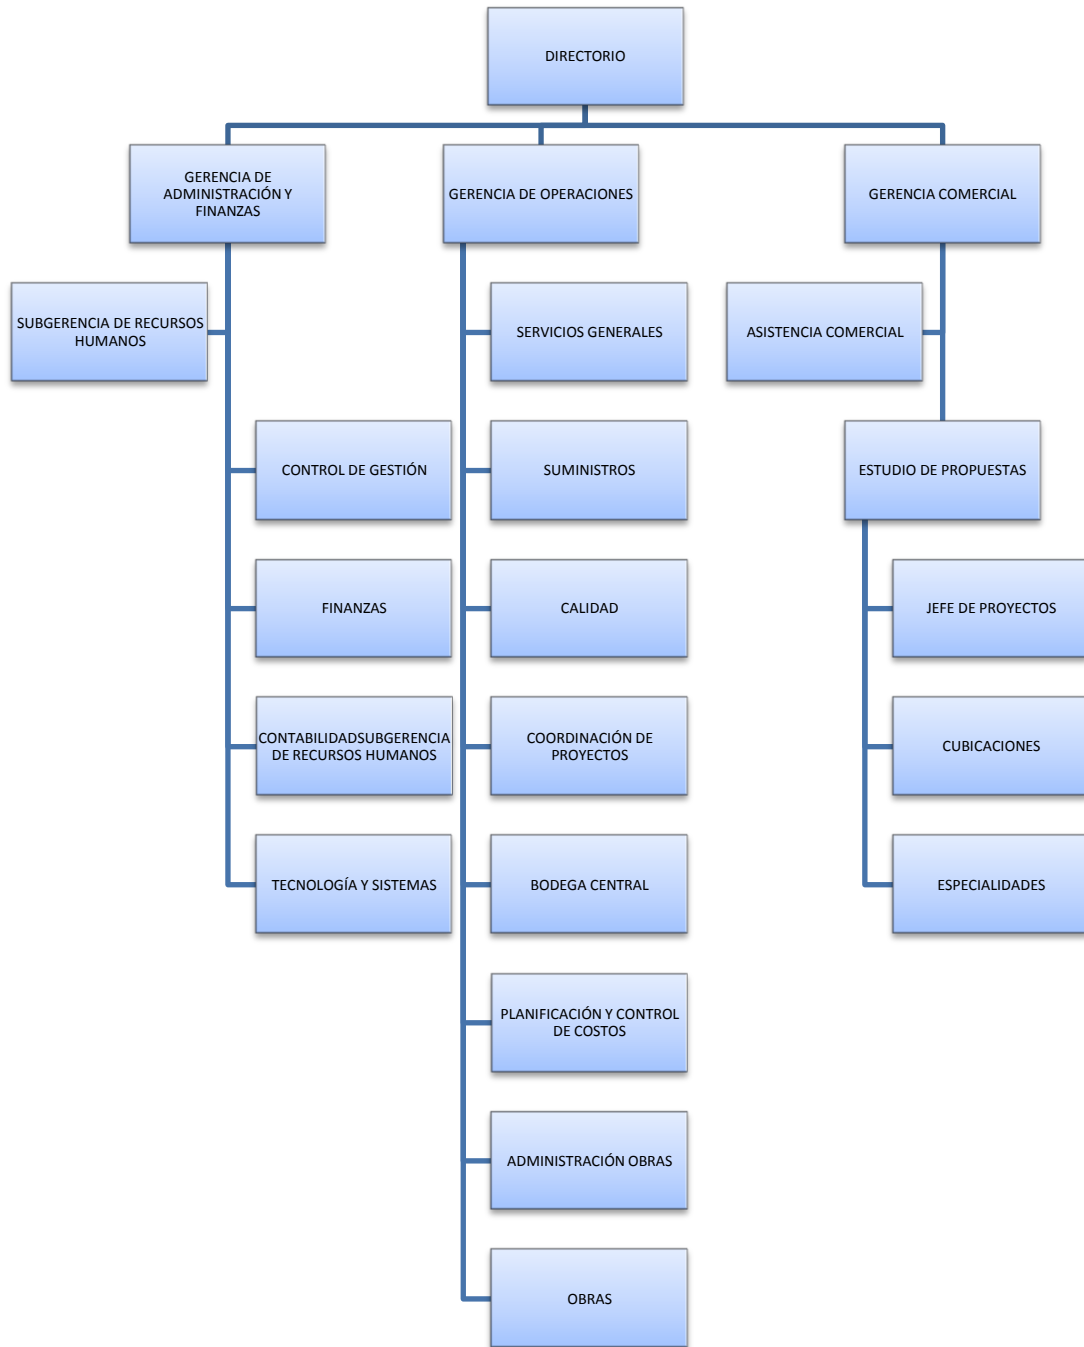 DIRECTORIO
GERENCIA DE
ADMINISTRACIÓN Y
FINANZAS
GERENCIA DE OPERACIONES
GERENCIA COMERCIAL
SUBGERENCIA DE RECURSOS
HUMANOS
SERVICIOS GENERALES
ASISTENCIA COMERCIAL
CONTROL DE GESTIÓN
SUMINISTROS
ESTUDIO DE PROPUESTAS
FINANZAS
CALIDAD
JEFE DE PROYECTOS
CONTABILIDADSUBGERENCIA
DE RECURSOS HUMANOS
COORDINACIÓN DE
PROYECTOS
CUBICACIONES
TECNOLOGÍA Y SISTEMAS
BODEGA CENTRAL
ESPECIALIDADES
PLANIFICACIÓN Y CONTROL
DE COSTOS
ADMINISTRACIÓN OBRAS
OBRAS